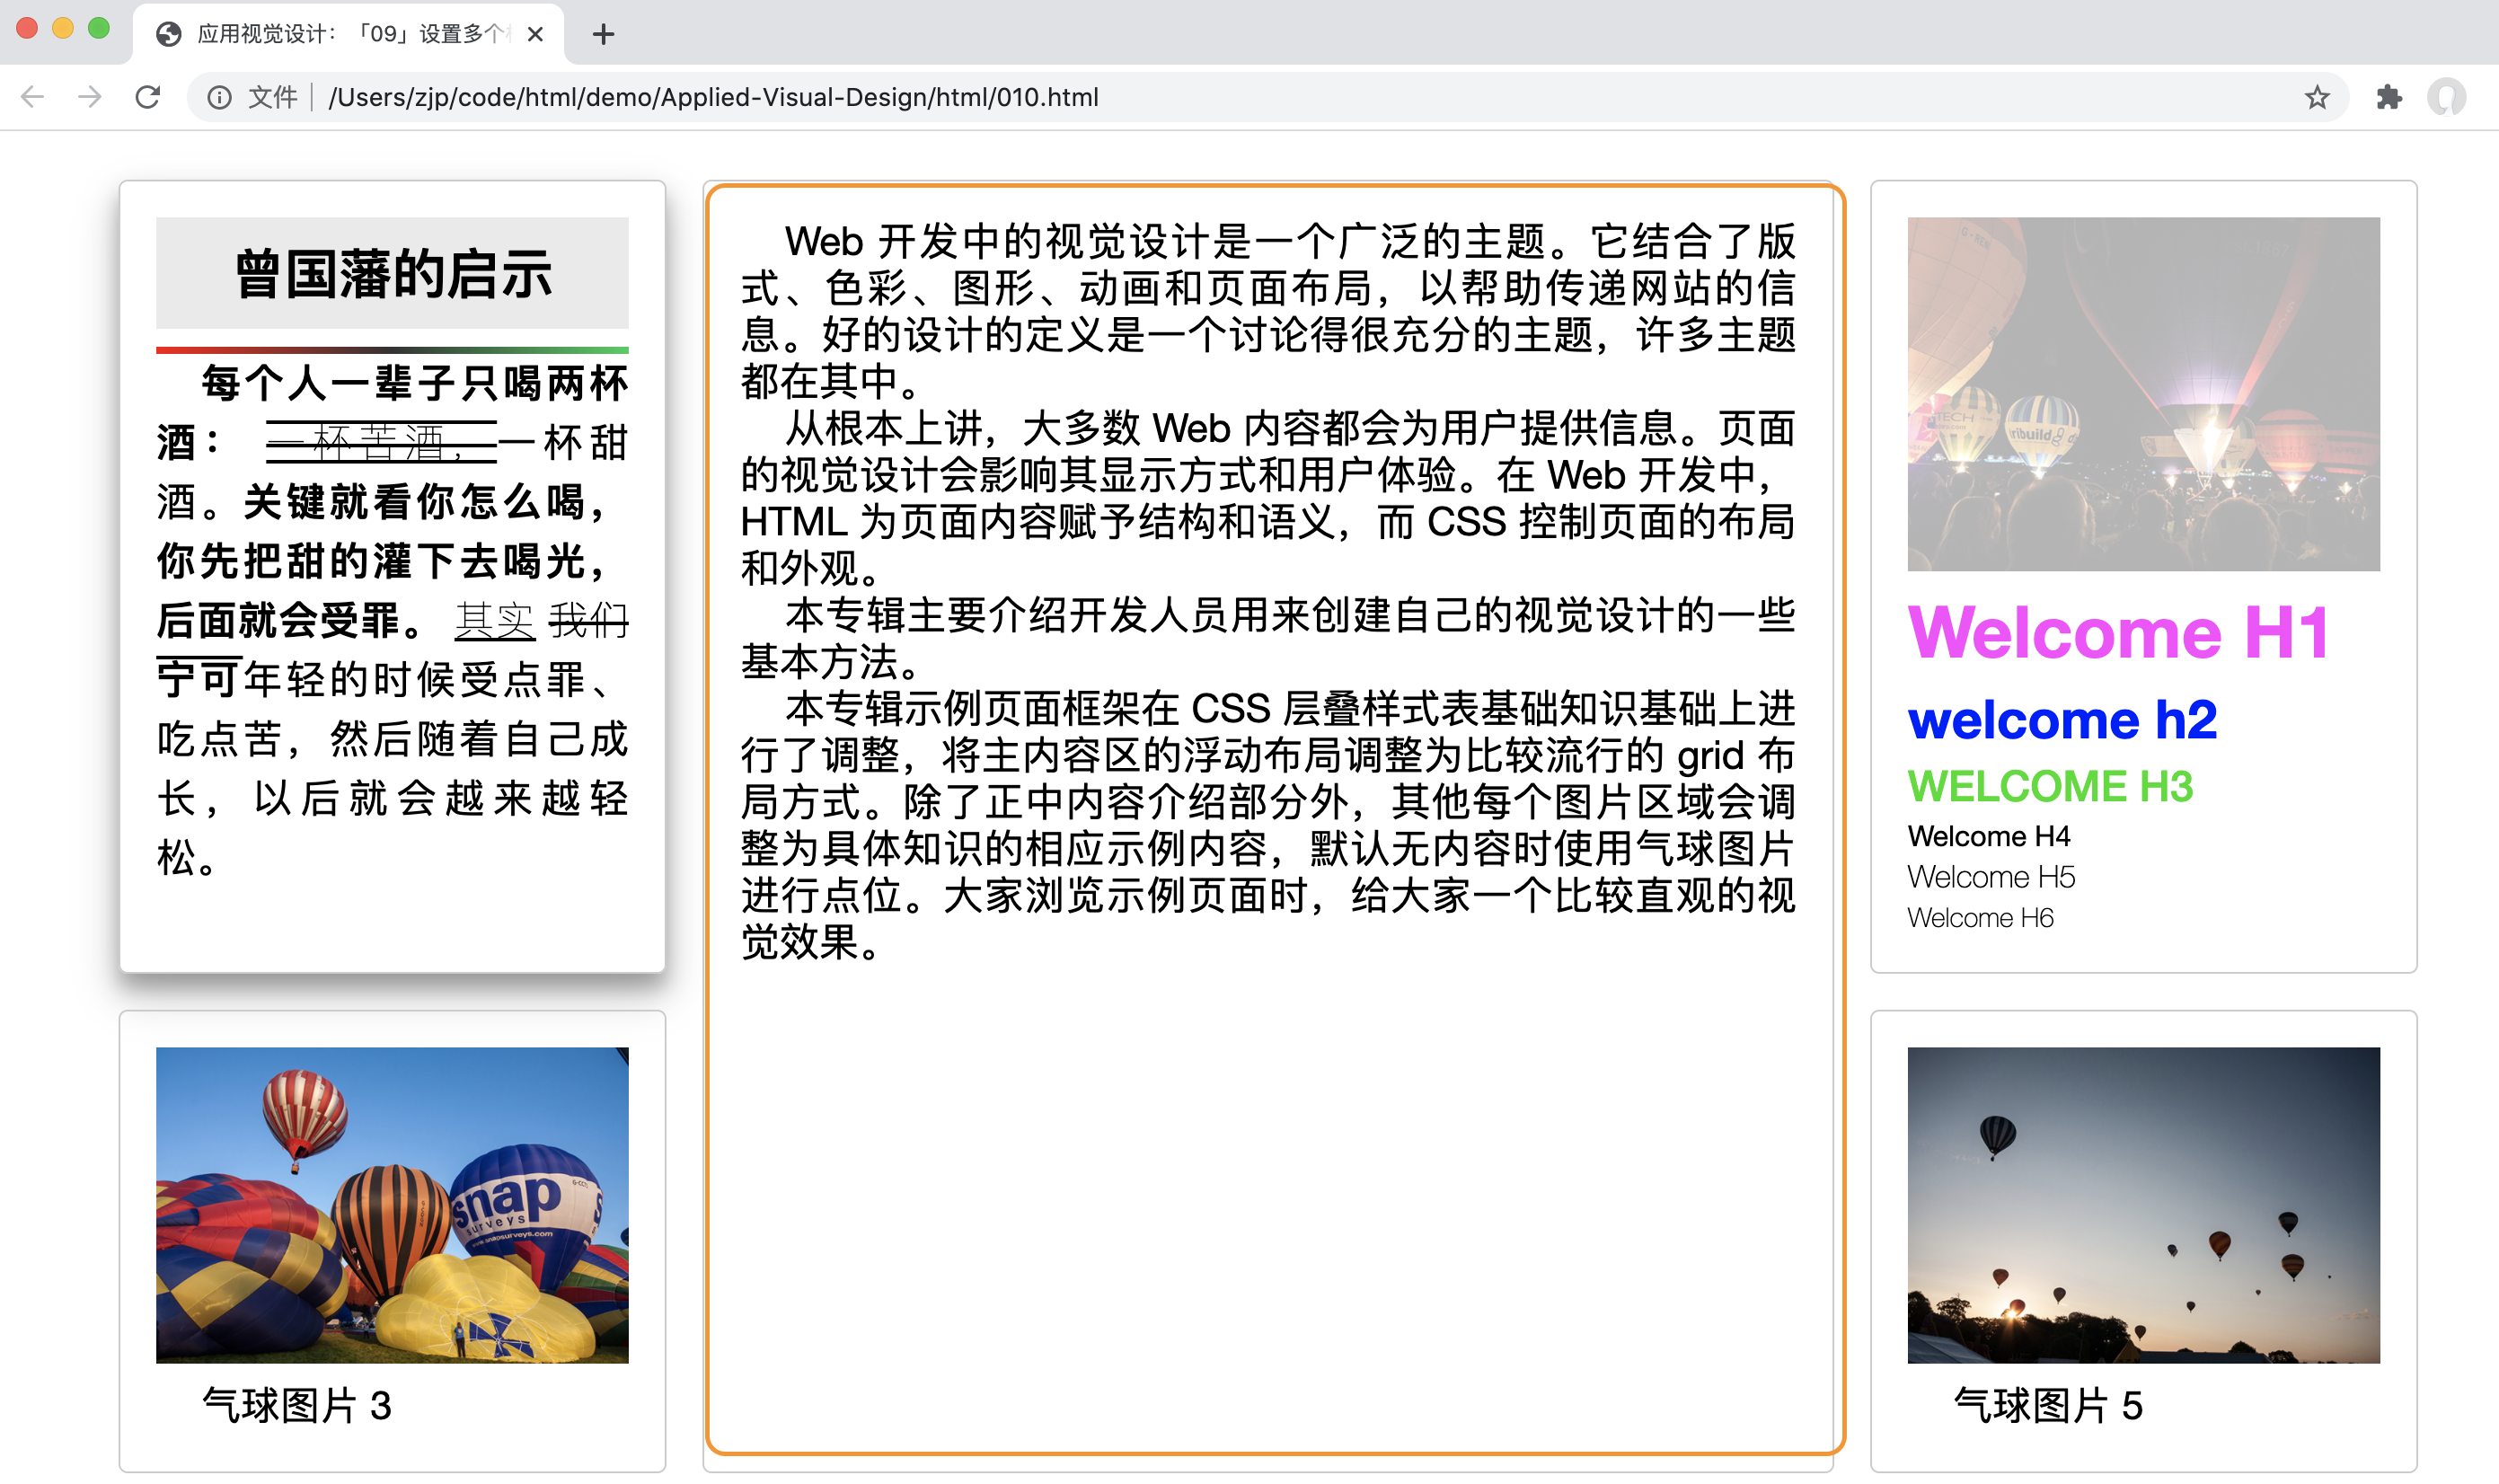 应用视觉设计：「09」设置多个
文件
/Users/zjp/code/html/demo/Applied-Visual-Design/html/010.html
曾国藩的启示
每个人一辈子只喝两杯
酒：一杯苦酒，一杯甜
酒。关键就看你怎么喝，
你先把甜的灌下去喝光，
后面就会受罪。其实 我们
宁可年轻的时候受点罪、
吃点苦，然后随着自己成
长，以后就会越来越轻
松。
Web 开发中的视觉设计是一个广泛的主题。它结合了版
式、色彩、图形、动画和页面布局，以帮助传递网站的信
息。好的设计的定义是一个讨论得很充分的主题，许多主题
都在其中。
从根本上讲，大多数 Web 内容都会为用户提供信息。页面
的视觉设计会影响其显示方式和用户体验。在 Web 开发中，
HTML 为页面内容赋予结构和语义，而 CSS 控制页面的布局
和外观。
本专辑主要介绍开发人员用来创建自己的视觉设计的一些
基本方法。
本专辑示例页面框架在 CSS 层叠样式表基础知识基础上进
行了调整，将主内容区的浮动布局调整为比较流行的 grid 布
局方式。除了正中内容介绍部分外，其他每个图片区域会调
整为具体知识的相应示例内容，默认无内容时使用气球图片
进行点位。大家浏览示例页面时，给大家一个比较直观的视
觉效果。
TECH
ribuild
Welcome H1
welcome h2
WELCOME H3
Welcome H4
Welcome H5
Welcome H6
snap
surveys
www.snapsurveys.com
气球图片 3
气球图片 5